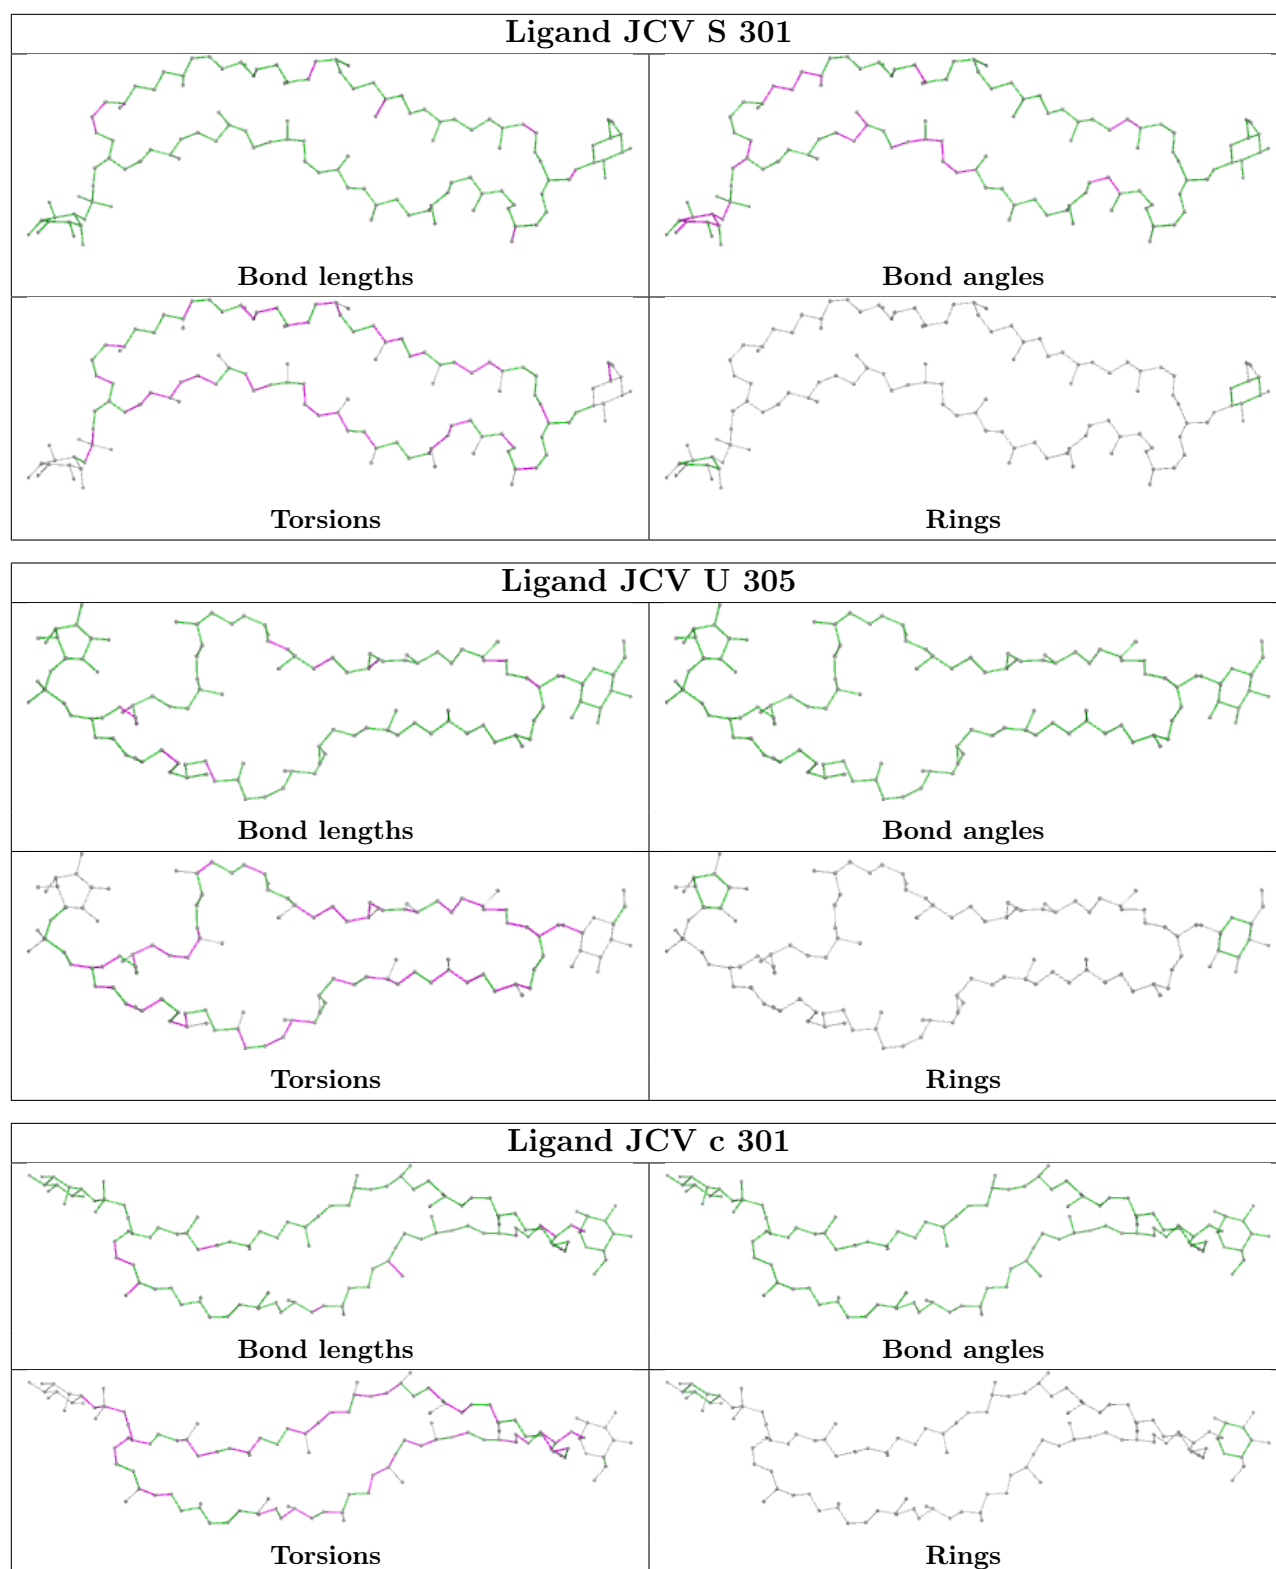 Ligand JCV S 301
Bond lengths
Bond angles
Torsions
Rings
Ligand JCV U 305
Bond lengths
Bond angles
Torsions
Rings
Ligand JCV c 301
Bond lengths
Bond angles
Torsions
Rings